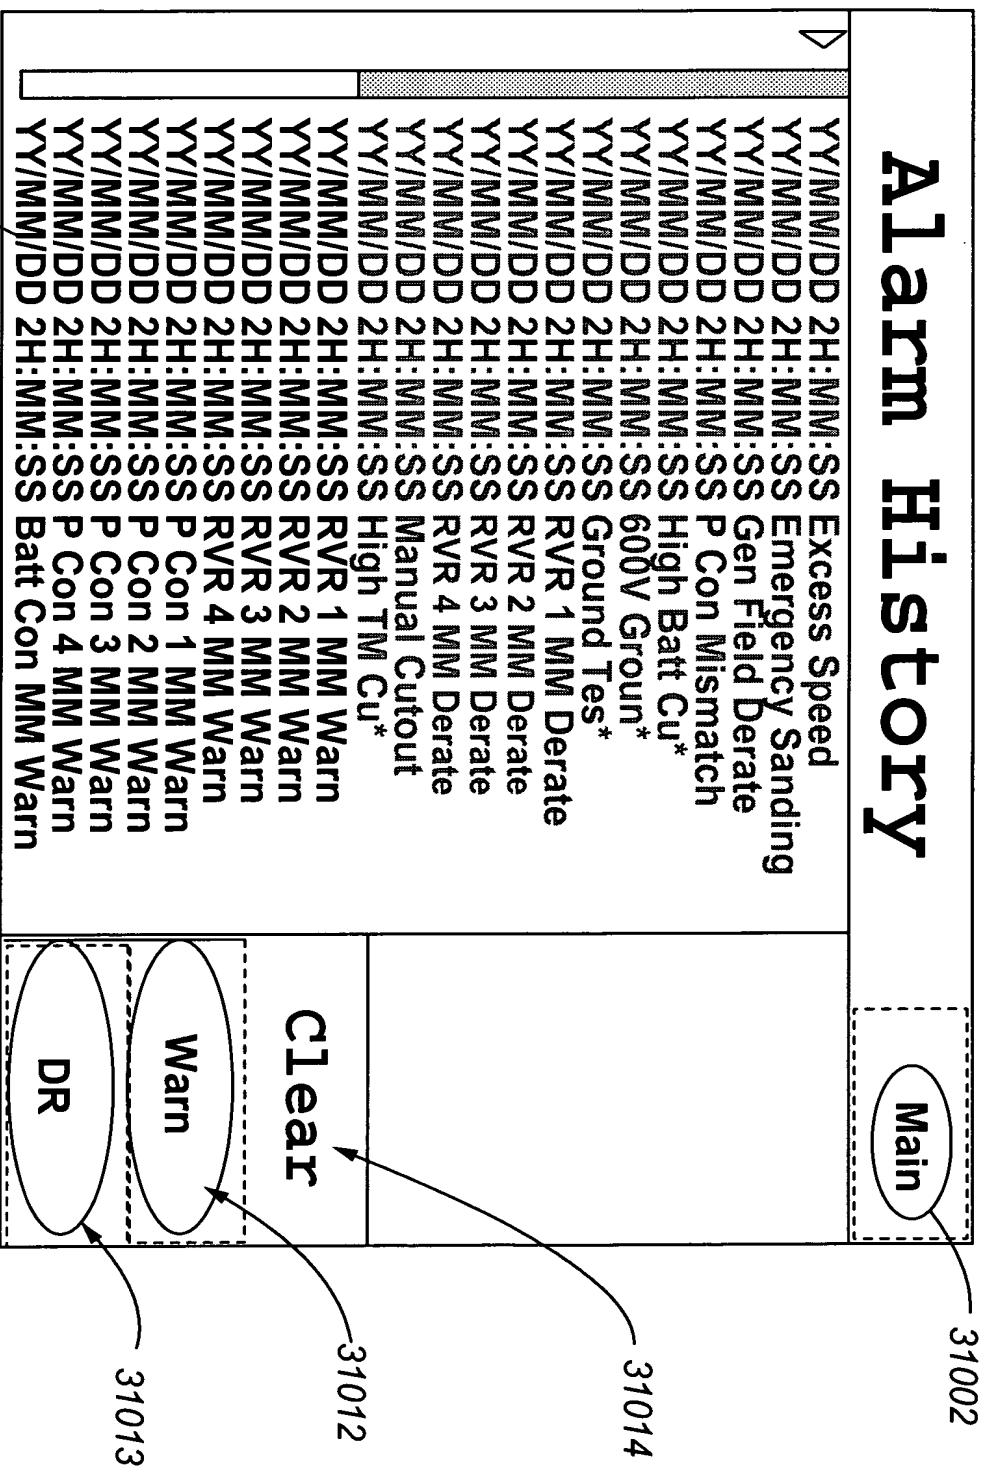 Alarm History
Main
YY/MM/DD 2H:MM:SS Excess Speed
YY/MM/DD 2H:MM:SS Emergency Sanding
YY/MM/DD 2H:MM:SS Gen Field Derate
YY/MM/DD 2H:MM:SS P Con Mismatch
YY/MM/DD 2H:MM:SS High Batt Cu*
YY/MM/DD 2H:MM:SS 600V Groun*
YY/MM/DD 2H:MM:SS Ground Tes*
YY/MM/DD 2H:MM:SS RVR 1 MM Derate
YY/MM/DD 2H:MM:SS RVR 2 MM Derate
YY/MM/DD 2H:MM:SS RVR 3 MM Derate
YY/MM/DD 2H:MM:SS RVR 4 MM Derate
YY/MM/DD 2H:MM:SS Manual Cutout
YY/MM/DD 2H:MM:SS High TM Cu*
YY/MM/DD 2H:MM:SS RVR 1 MM Warn
YY/MM/DD 2H:MM:SS RVR 2 MM Warn
YY/MM/DD 2H:MM:SS RVR 3 MM Warn
YY/MM/DD 2H:MM:SS RVR 4 MM Warn
YY/MM/DD 2H:MM:SS P Con 1 MM Warn
YY/MM/DD 2H:MM:SS P Con 2 MM Warn
YY/MM/DD 2H:MM:SS P Con 3 MM Warn
YY/MM/DD 2H:MM:SS P Con 4 MM Warn
YY/MM/DD 2H:MM:SS Batt Con MM Warn
Clear
Warn
DR
31002
31014
31012
31013